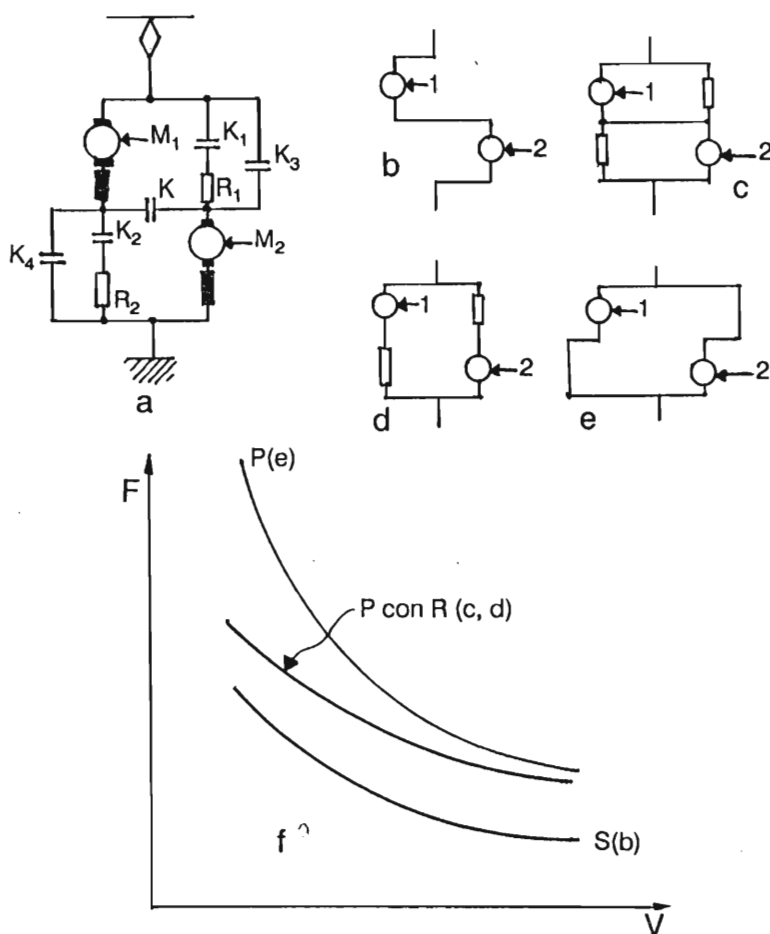 M₁
K₁
K₃
K
R₁
K₂
K₄
M₂
R₂
a
1
2
b
1
2
c
1
2
d
1
2
e
F
P(e)
P con R (c, d)
f
S(b)
V